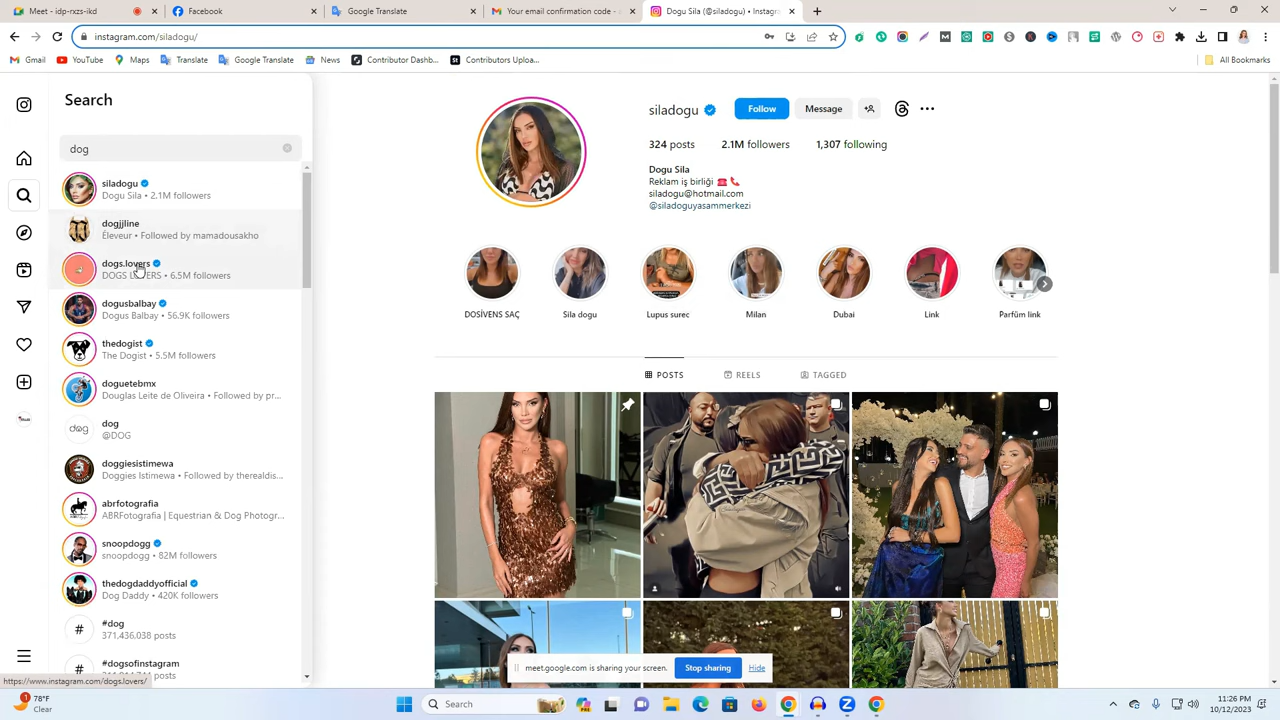 Meet - idp-rezj-ikd
Facebook
Google Translate
Your email confirmation code -
Dogu Sila (@siladogu) • Instagra
instagram.com/siladogu/
Gmail
YouTube
Maps
Translate
Google Translate
News
Contributor Dashb...
Contributors Uploa...
All Bookmarks
Search
dog
siladogu
Dogu Sila • 2.1M followers
dogjjline
Éleveur • Followed by mamadousakho
dogs.lovers
DOGS LOVERS • 6.5M followers
dogusbalbay
Dogus Balbay • 56.9K followers
thedogist
The Dogist • 5.5M followers
doguetebmx
Douglas Leite de Oliveira • Followed by pr...
dog
@DOG
doggiesistimewa
Doggies Istimewa • Followed by therealdis...
abrfotografia
ABRFotografia | Equestrian & Dog Photogr...
snoopdogg
snoopdogg • 82M followers
thedogdaddyofficial
Dog Daddy • 420K followers
#dog
371,436,038 posts
#dogsofinstagram
https://www.instagram.com/dogs.lovers/
siladogu
Follow
Message
324 posts
2.1M followers
1,307 following
Dogu Sila
Reklam iş birliği ☎️ 📞
siladogu@hotmail.com
@siladoguyasammerkezi
DOSİVENS SAÇ
Sila dogu
Lupus surec
Milan
Dubai
Link
Parfüm link
POSTS
REELS
TAGGED
meet.google.com is sharing your screen.
Stop sharing
Hide
1
78°F
Clear
Search
11:26 PM
10/12/2023